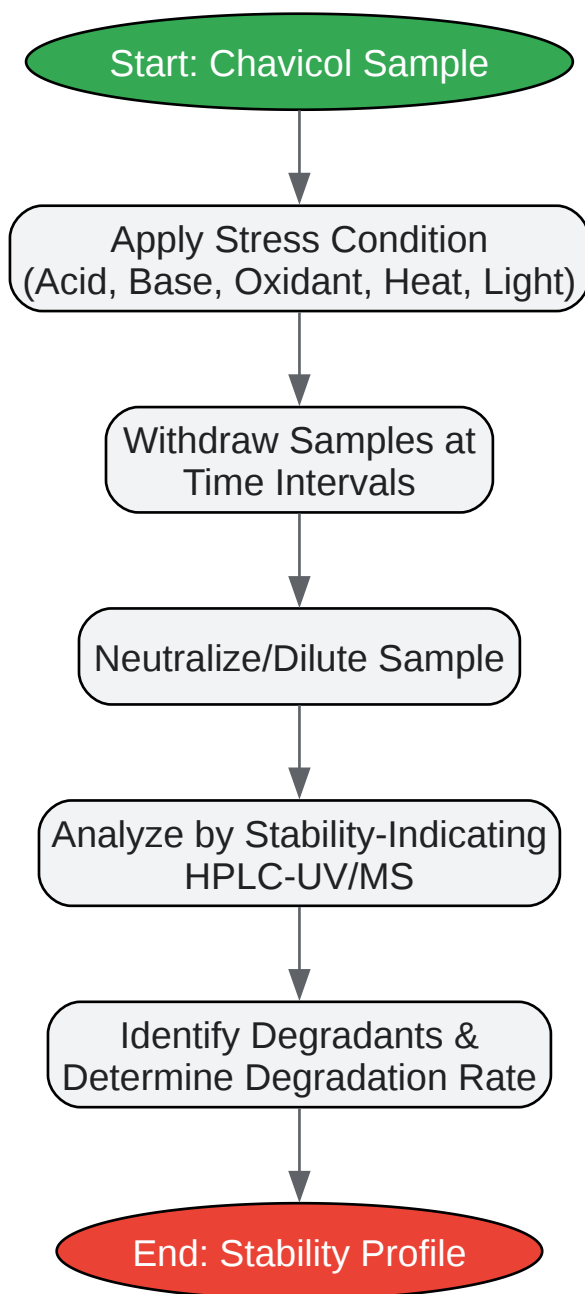 Start: Chavicol Sample
Apply Stress Condition
(Acid, Base, Oxidant, Heat, Light)
Withdraw Samples at
Time Intervals
Neutralize/Dilute Sample
Analyze by Stability-Indicating
HPLC-UV/MS
Identify Degradants &
Determine Degradation Rate
End: Stability Profile